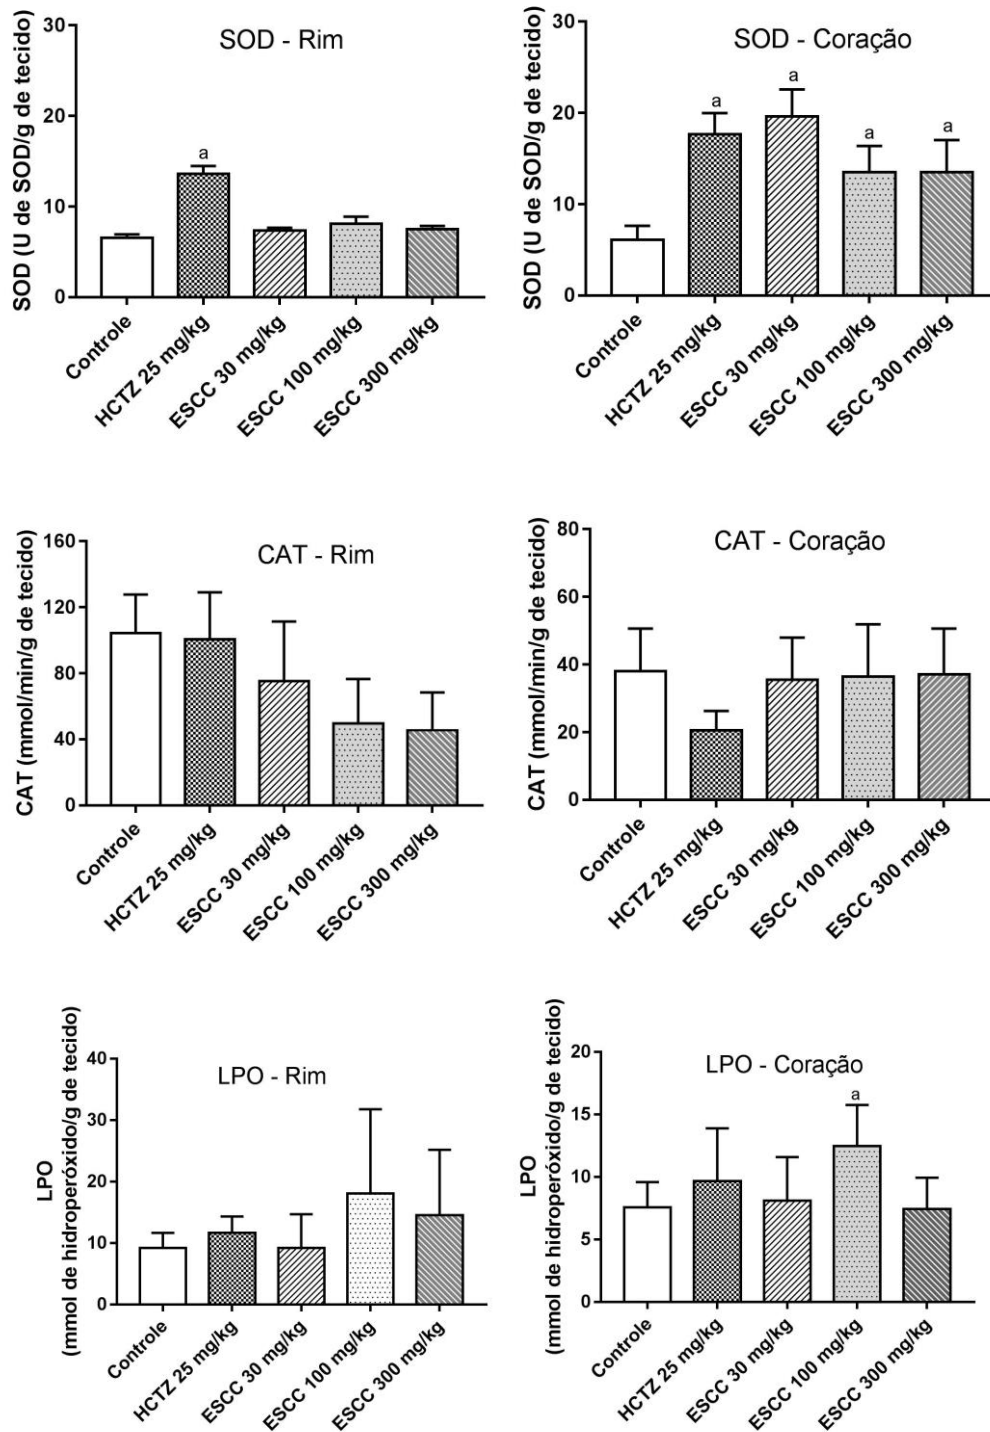 SOD - Rim
SOD (U de SOD/g de tecido)
30
20
10
0
a
Controle
HCTZ 25 mg/kg
ESCC 30 mg/kg
ESCC 100 mg/kg
ESCC 300 mg/kg
SOD - Coração
SOD (U de SOD/g de tecido)
30
20
10
0
a
a
a
a
Controle
HCTZ 25 mg/kg
ESCC 30 mg/kg
ESCC 100 mg/kg
ESCC 300 mg/kg
CAT - Rim
CAT (mmol/min/g de tecido)
160
120
80
40
0
Controle
HCTZ 25 mg/kg
ESCC 30 mg/kg
ESCC 100 mg/kg
ESCC 300 mg/kg
CAT - Coração
CAT (mmol/min/g de tecido)
80
60
40
20
0
Controle
HCTZ 25 mg/kg
ESCC 30 mg/kg
ESCC 100 mg/kg
ESCC 300 mg/kg
LPO - Rim
LPO
(mmol de hidroperóxido/g de tecido)
40
30
20
10
0
Controle
HCTZ 25 mg/kg
ESCC 30 mg/kg
ESCC 100 mg/kg
ESCC 300 mg/kg
LPO - Coração
LPO
(mmol de hidroperóxido/g de tecido)
20
15
10
5
0
a
Controle
HCTZ 25 mg/kg
ESCC 30 mg/kg
ESCC 100 mg/kg
ESCC 300 mg/kg